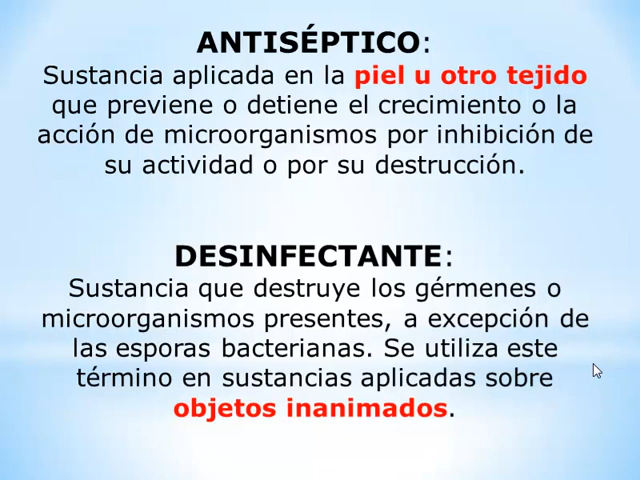 ANTISÉPTICO:
Sustancia aplicada en la piel u otro tejido
que previene o detiene el crecimiento o la
acción de microorganismos por inhibición de
su actividad o por su destrucción.
DESINFECTANTE:
Sustancia que destruye los gérmenes o
microorganismos presentes, a excepción de
las esporas bacterianas. Se utiliza este
término en sustancias aplicadas sobre
objetos inanimados.